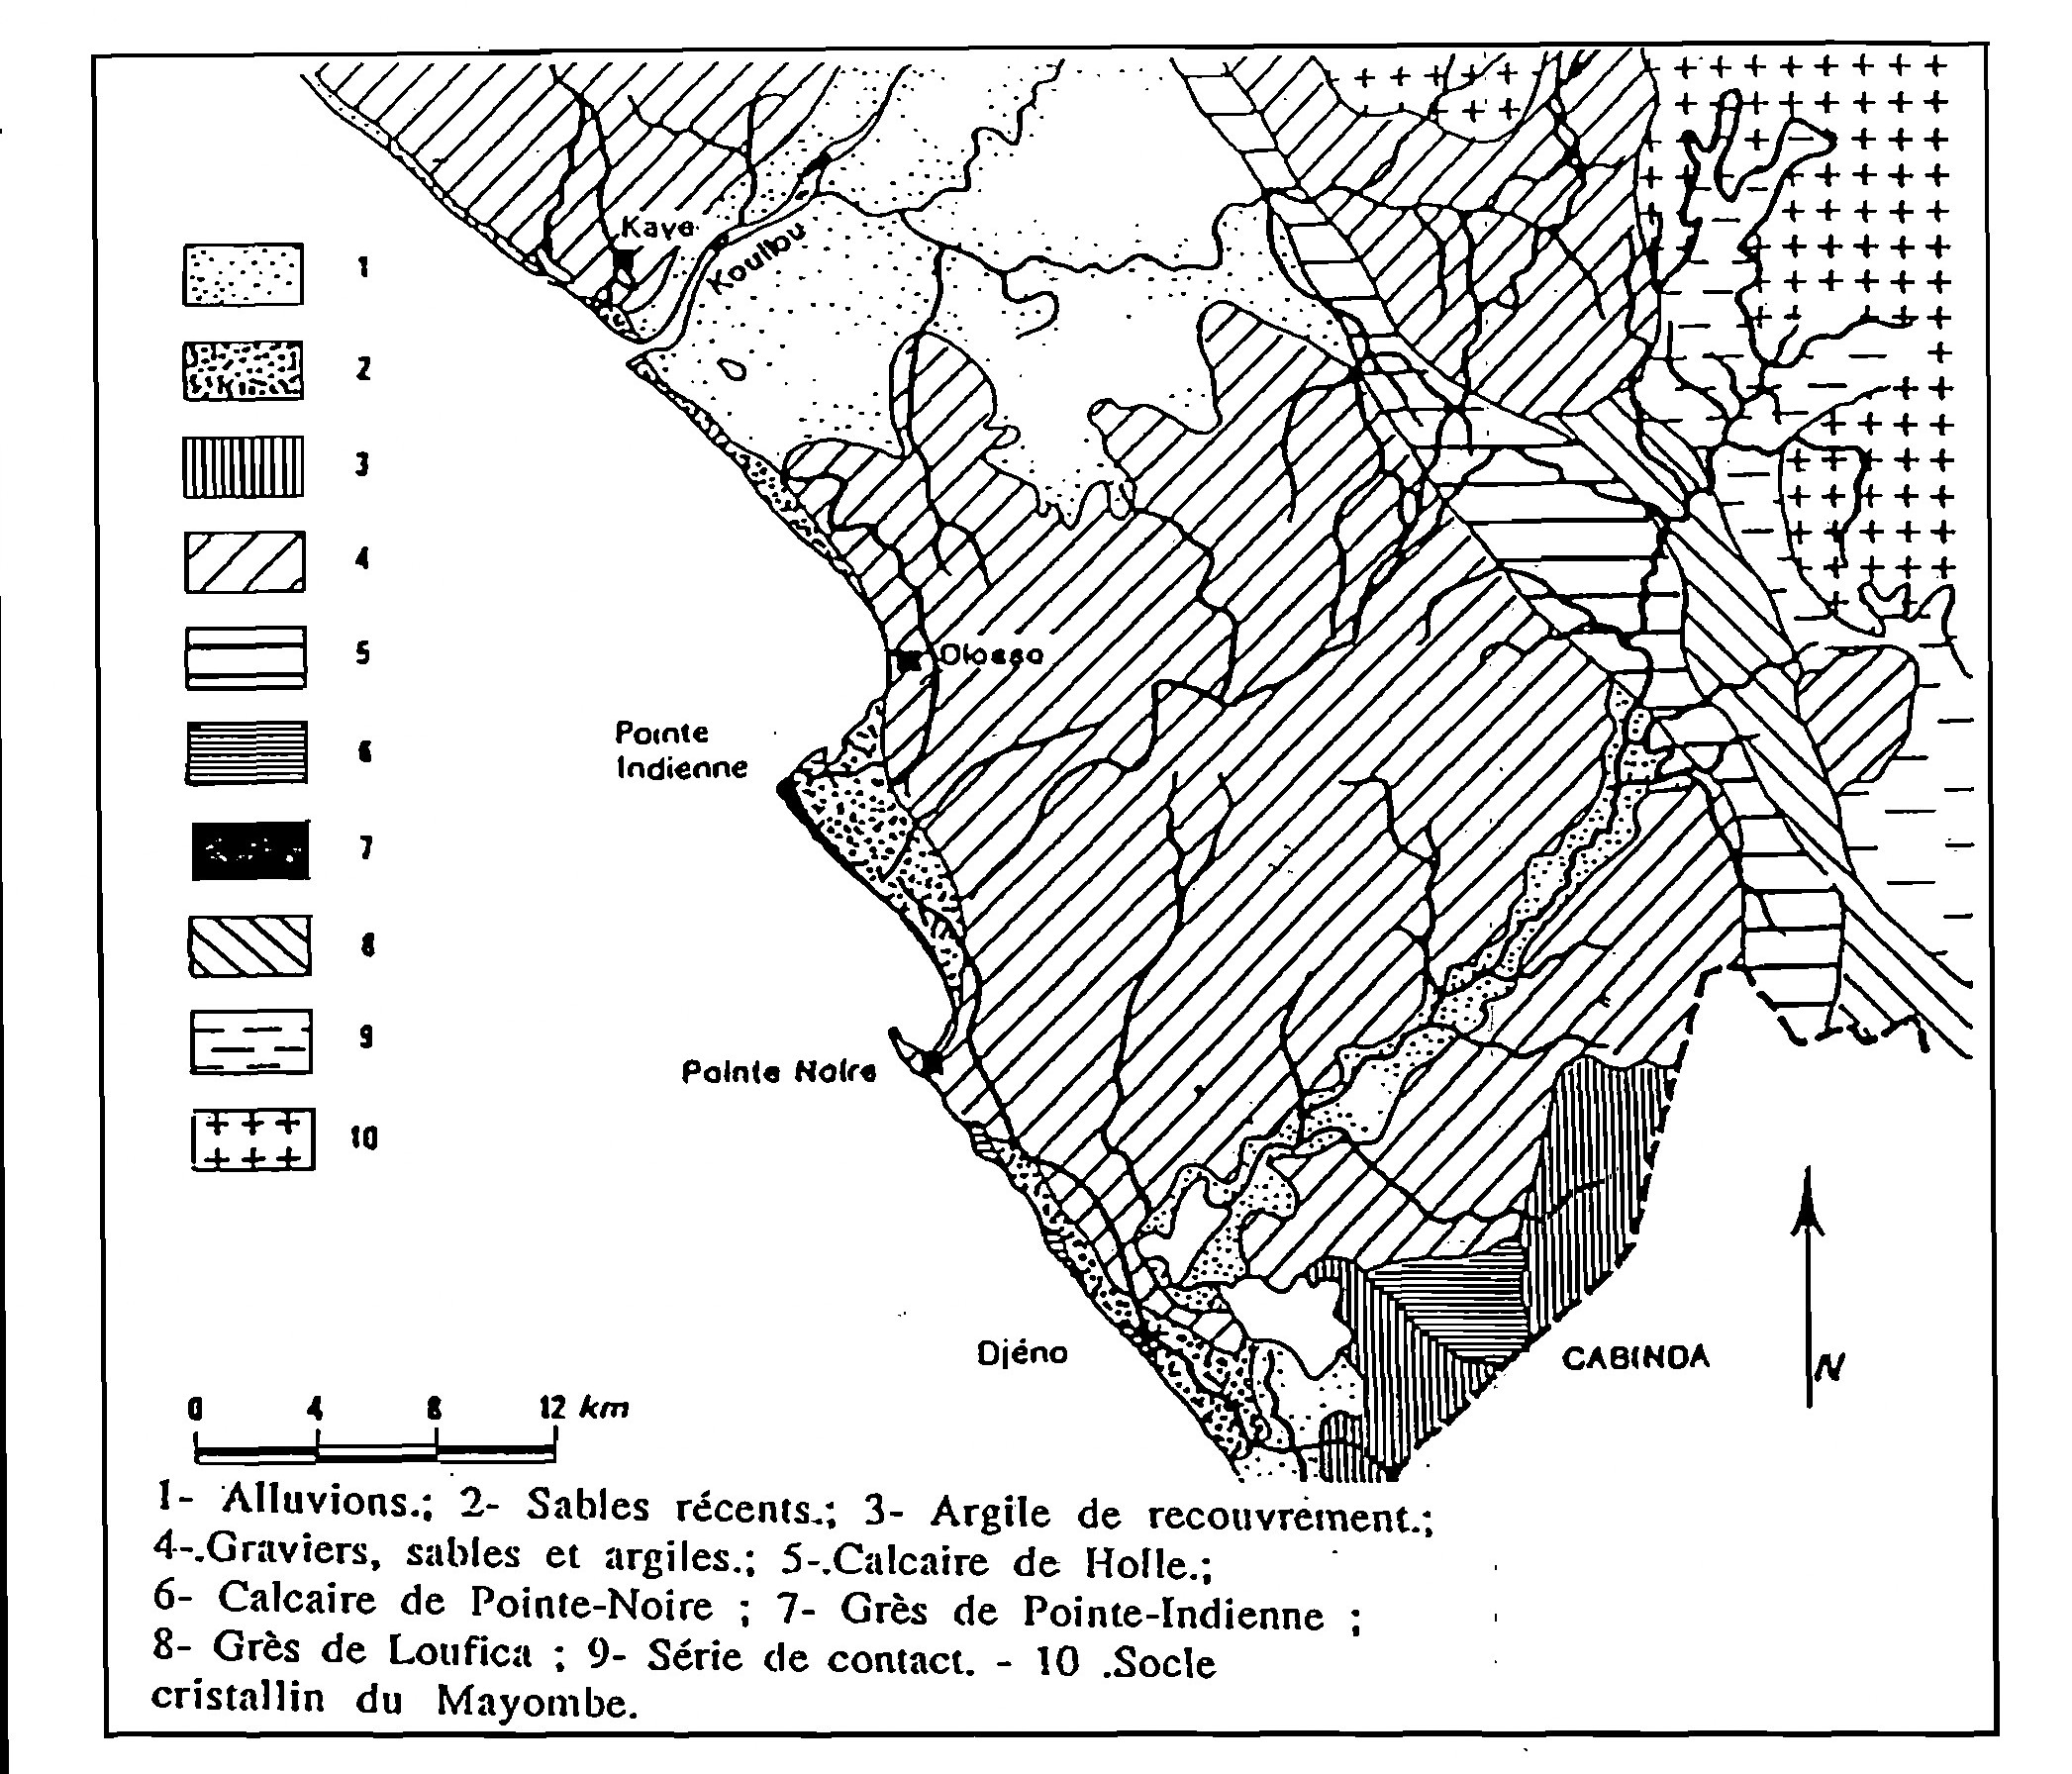 Kaye
Kouilou
1
2
3
4
5
6
7
8
9
10
Olossa
Pointe
Indienne
Pointe Noire
Djéno
CABINDA
N
0 4 8 12 km
1- Alluvions.; 2- Sables récents.; 3- Argile de recouvrement.;
4-.Graviers, sables et argiles.; 5-.Calcaire de Holle.;
6- Calcaire de Pointe-Noire ; 7- Grès de Pointe-Indienne ;
8- Grès de Loufica ; 9- Série de contact. - 10 .Socle
cristallin du Mayombe.